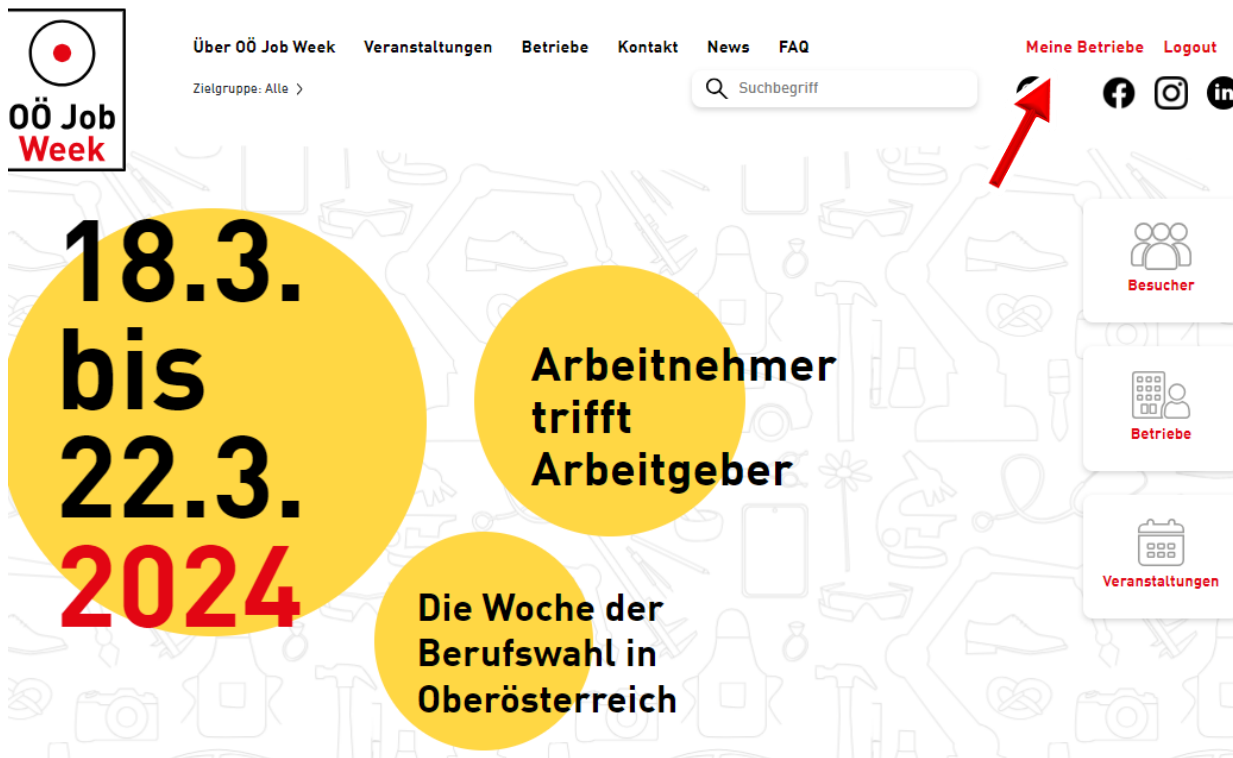 OÖ Job
Week
Über OÖ Job Week Veranstaltungen Betriebe Kontakt News FAQ
Meine Betriebe Logout
Zielgruppe: Alle >
Suchbegriff
18.3.
bis
22.3.
2024
Arbeitnehmer
trifft
Arbeitgeber
Die Woche der
Berufswahl in
Oberösterreich
Besucher
Betriebe
Veranstaltungen